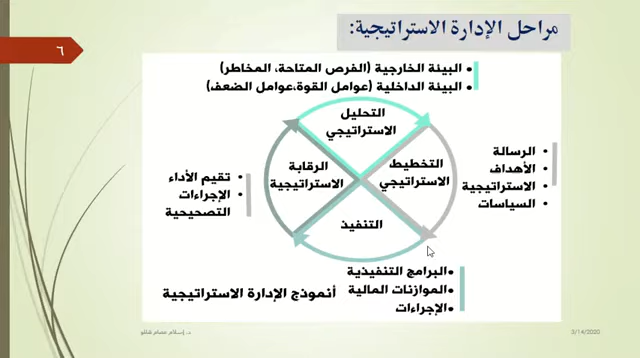 مراحل الإدارة الاستراتيجية:
٦
• البيئة الخارجية (الفرص المتاحة، المخاطر)
• البيئة الداخلية (عوامل القوة،عوامل الضعف)
التحليل
الاستراتيجي
التخطيط
الاستراتيجي
• الرسالة
• الأهداف
• الاستراتيجية
• السياسات
الرقابة
الاستراتيجية
• تقيم الأداء
• الإجراءات
التصحيحية
التنفيذ
•البرامج التنفيذية
•الموازنات المالية
•الإجراءات
أنموذج الإدارة الاستراتيجية
3/14/2020